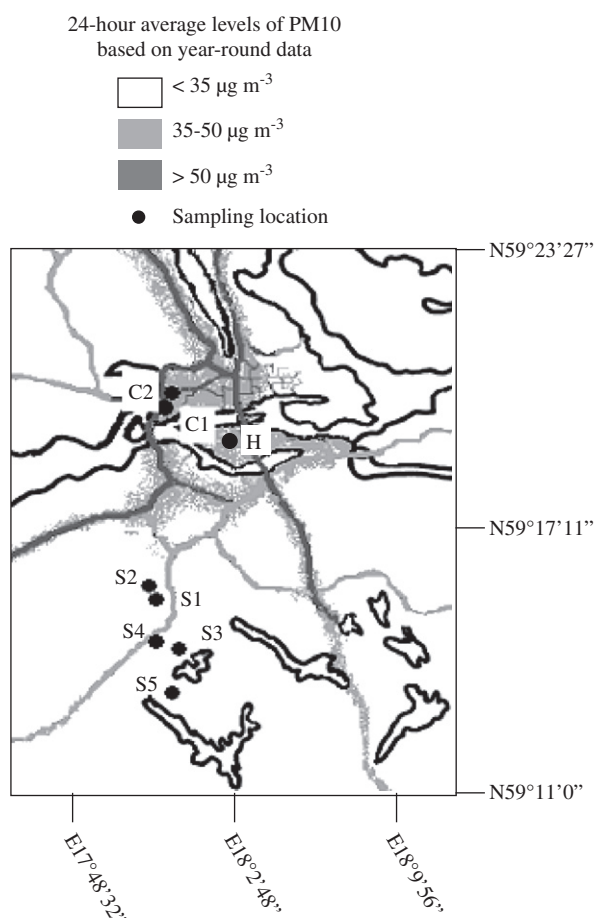 24-hour average levels of PM10
based on year-round data
< 35 µg m-3
35-50 µg m-3
> 50 µg m-3
Sampling location
N59°23'27”
C2
C1
H
N59°17'11”
S2
S1
S4
S3
S5
N59°11'0”
E17°48'32”
E18°2'48”
E18°9'56”